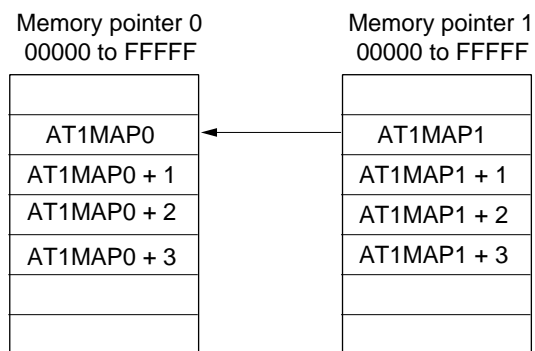 Memory pointer 0
00000 to FFFFF
AT1MAP0
AT1MAP0 + 1
AT1MAP0 + 2
AT1MAP0 + 3
Memory pointer 1
00000 to FFFFF
AT1MAP1
AT1MAP1 + 1
AT1MAP1 + 2
AT1MAP1 + 3